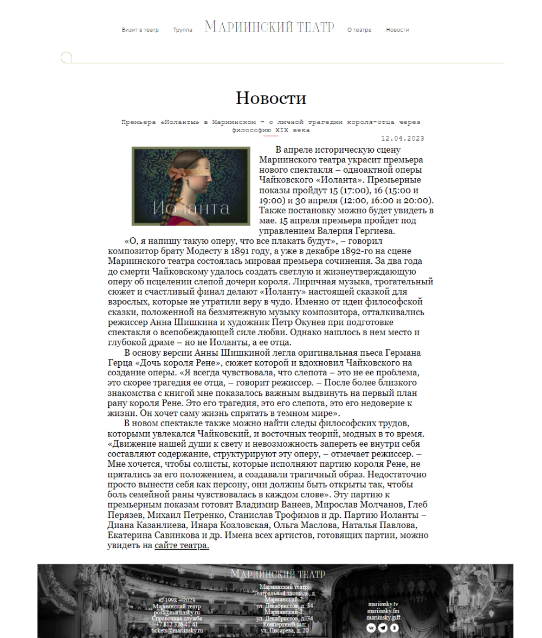 Визит в театр
Труппа
Мариинский театр
О театре
Новости
Новости
Премьера «Иоланты» в Мариинском – о личной трагедии короля-отца через
философию XIX века
12.04.2023
Иоланта
В апреле историческую сцену
Мариинского театра украсит премьера
нового спектакля – одноактной оперы
Чайковского «Иоланта». Премьерные
показы пройдут 15 (17:00), 16 (15:00 и
19:00) и 30 апреля (12:00, 16:00 и 20:00).
Также постановку можно будет увидеть в
мае. 15 апреля премьера пройдет под
управлением Валерия Гергиева.
«О, я напишу такую оперу, что все плакать будут», – говорил
композитор брату Модесту в 1891 году, а уже в декабре 1892-го на сцене
Мариинского театра состоялась мировая премьера сочинения. За два года
до смерти Чайковскому удалось создать светлую и жизнеутверждающую
оперу об исцелении слепой дочери короля. Лиричная музыка, трогательный
сюжет и счастливый финал делают «Иоланту» настоящей сказкой для
взрослых, которые не утратили веру в чудо. Именно от идеи философской
сказки, положенной на безмятежную музыку композитора, отталкивались
режиссер Анна Шишкина и художник Петр Окунев при подготовке
спектакля о всепобеждающей силе любви. Однако нашлось в нем место и
глубокой драме – но не Иоланты, а ее отца.
В основу версии Анны Шишкиной легла оригинальная пьеса Германа
Герца «Дочь короля Рене», сюжет которой и вдохновил Чайковского на
создание оперы. «Я всегда чувствовала, что слепота – это не ее проблема,
это скорее трагедия ее отца, – говорит режиссер. – После более близкого
знакомства с книгой мне показалось важным выдвинуть на первый план
рану короля Рене. Это его трагедия, это его слепота, это его недоверие к
жизни. Он хочет саму жизнь спрятать в темном мире».
В новом спектакле также можно найти следы философских трудов,
которыми увлекался Чайковский, и восточных теорий, модных в то время.
«Движение нашей души к свету и невозможность запереть ее внутри себя
составляют содержание, структурируют эту оперу, – отмечает режиссер. –
Мне хочется, чтобы солисты, которые исполняют партию короля Рене, не
прятались за его положением, а создавали трагичный образ. Недостаточно
просто вынести себя как персону, они должны быть открыты так, чтобы
боль семейной раны чувствовалась в каждом слове». Эту партию к
премьерным показам готовят Владимир Ванеев, Мирослав Молчанов, Глеб
Перязев, Михаил Петренко, Станислав Трофимов и др. Партию Иоланты –
Диана Казанлиева, Инара Козловская, Ольга Маслова, Наталья Павлова,
Екатерина Савинкова и др. Имена всех артистов, готовящих партии, можно
увидеть на сайте театра.
Мариинский театр
© 1998 – 2023
Мариинский театр
post@mariinsky.ru
Справочная служба
+7 812 326 41 41
tickets@mariinsky.ru
Мариинский театр:
Театральная площадь, д. 1
Мариинский-2:
ул. Декабристов, д. 34
Мариинский-3:
ул. Декабристов, д. 37
ул. Писарева, д. 20
mariinsky.tv
mariinsky.fm
mariinsky.gift